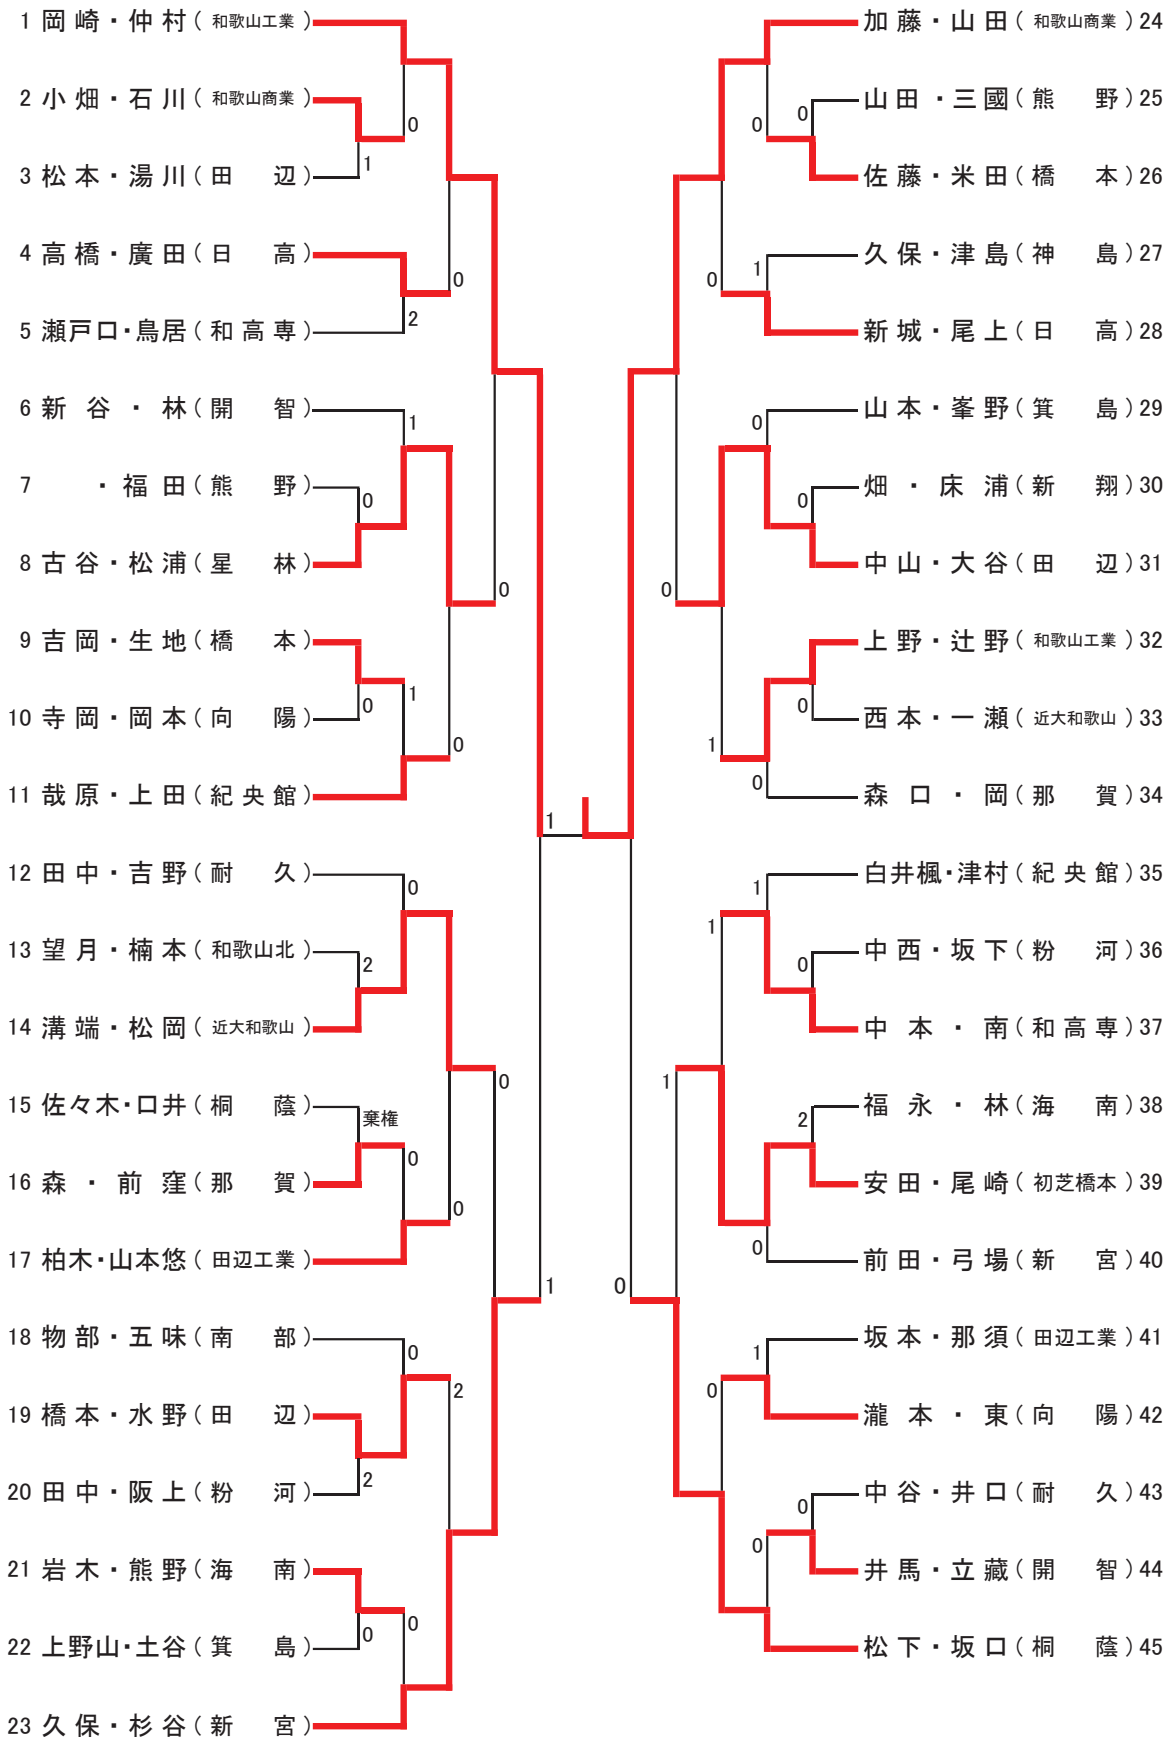 1 岡崎・仲村(和歌山工業)
2 小畑・石川(和歌山商業)
3 松本・湯川(田辺)
4 高橋・廣田(日高)
5 瀬戸口・鳥居(和高専)
6 新谷・林(開智)
7 ・福田(熊野)
8 古谷・松浦(星林)
9 吉岡・生地(橋本)
10 寺岡・岡本(向陽)
11 哉原・上田(紀央館)
12 田中・吉野(耐久)
13 望月・楠本(和歌山北)
14 溝端・松岡(近大和歌山)
15 佐々木・口井(桐蔭)
16 森・前窪(那賀)
17 柏木・山本悠(田辺工業)
18 物部・五味(南部)
19 橋本・水野(田辺)
20 田中・阪上(粉河)
21 岩木・熊野(海南)
22 上野山・土谷(箕島)
23 久保・杉谷(新宮)
0
1
0
2
1
0
0
1
0
0
0
2
0
棄権
0
0
0
2
2
0
0
1
1
加藤・山田(和歌山商業)24
山田・三國(熊野)25
佐藤・米田(橋本)26
久保・津島(神島)27
新城・尾上(日高)28
山本・峯野(箕島)29
畑・床浦(新翔)30
中山・大谷(田辺)31
上野・辻野(和歌山工業)32
西本・一瀬(近大和歌山)33
森口・岡(那賀)34
白井楓・津村(紀央館)35
中西・坂下(粉河)36
中本・南(和高専)37
福永・林(海南)38
安田・尾崎(初芝橋本)39
前田・弓場(新宮)40
坂本・那須(田辺工業)41
瀧本・東(向陽)42
中谷・井口(耐久)43
井馬・立藏(開智)44
松下・坂口(桐蔭)45
0
0
1
0
0
0
0
0
1
0
1
1
0
1
2
0
0
1
0
0
0